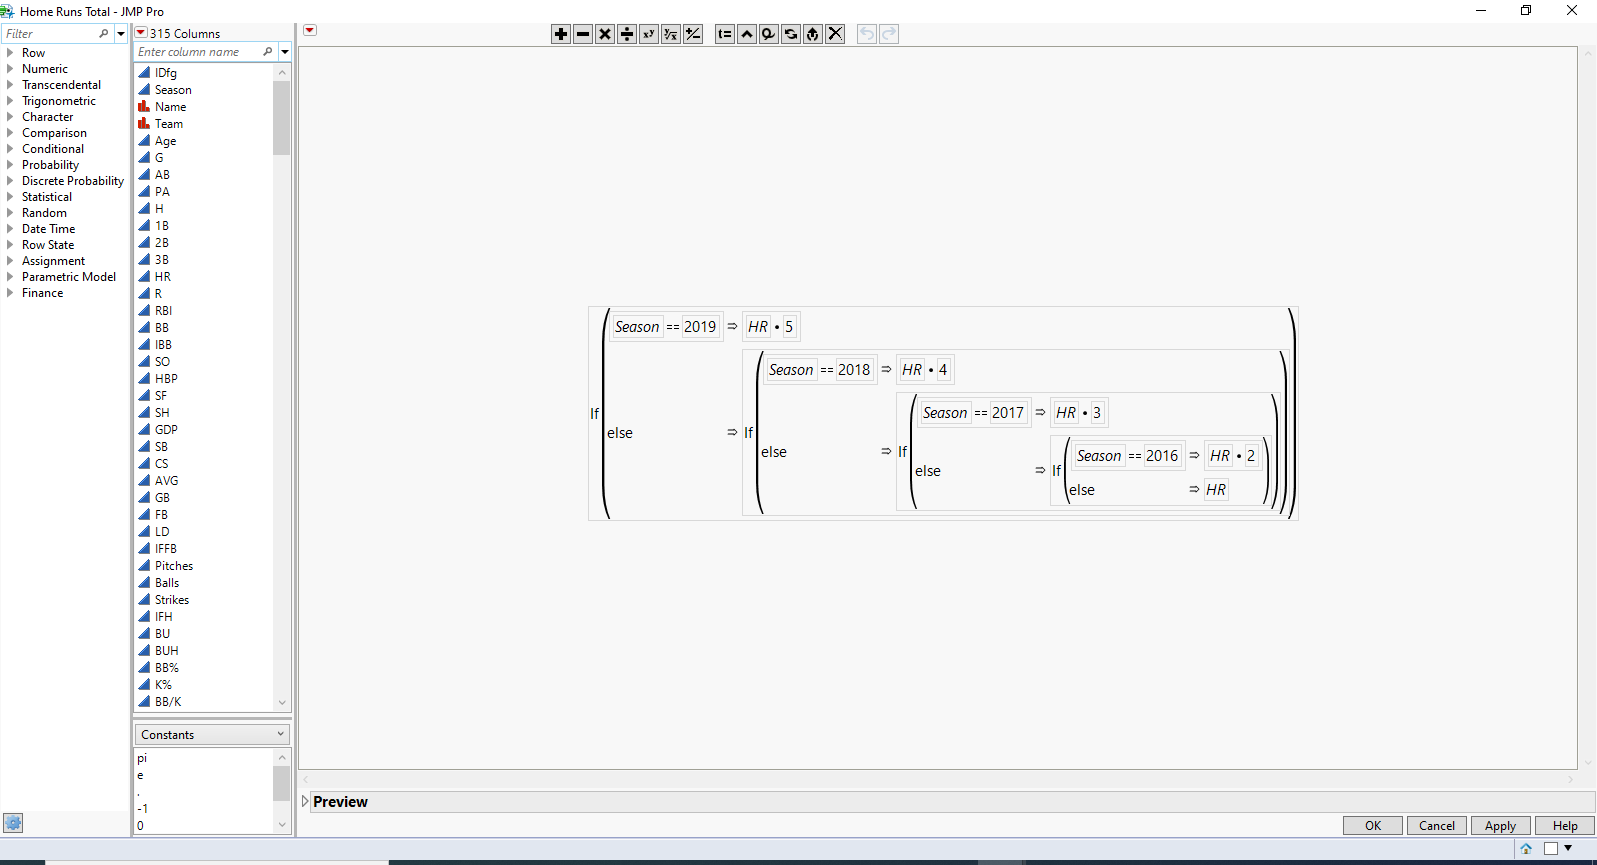 Home Runs Total - JMP Pro
Filter
Row
Numeric
Transcendental
Trigonometric
Character
Comparison
Conditional
Probability
Discrete Probability
Statistical
Random
Date Time
Row State
Assignment
Parametric Model
Finance
315 Columns
Enter column name
IDfg
Season
Name
Team
Age
G
AB
PA
H
1B
2B
3B
HR
R
RBI
BB
IBB
SO
HBP
SF
SH
GDP
SB
CS
AVG
GB
FB
LD
IFFB
Pitches
Balls
Strikes
IFH
BU
BUH
BB%
K%
BB/K
Constants
pi
e
.
-1
0
xʸ
ʸ√x
+/-
t=
Season == 2019 ⇒ HR • 5
Season == 2018 ⇒ HR • 4
Season == 2017 ⇒ HR • 3
If
else ⇒ If
else ⇒ If
Season == 2016 ⇒ HR • 2
else ⇒ If
else ⇒ HR
Preview
OK Cancel Apply Help